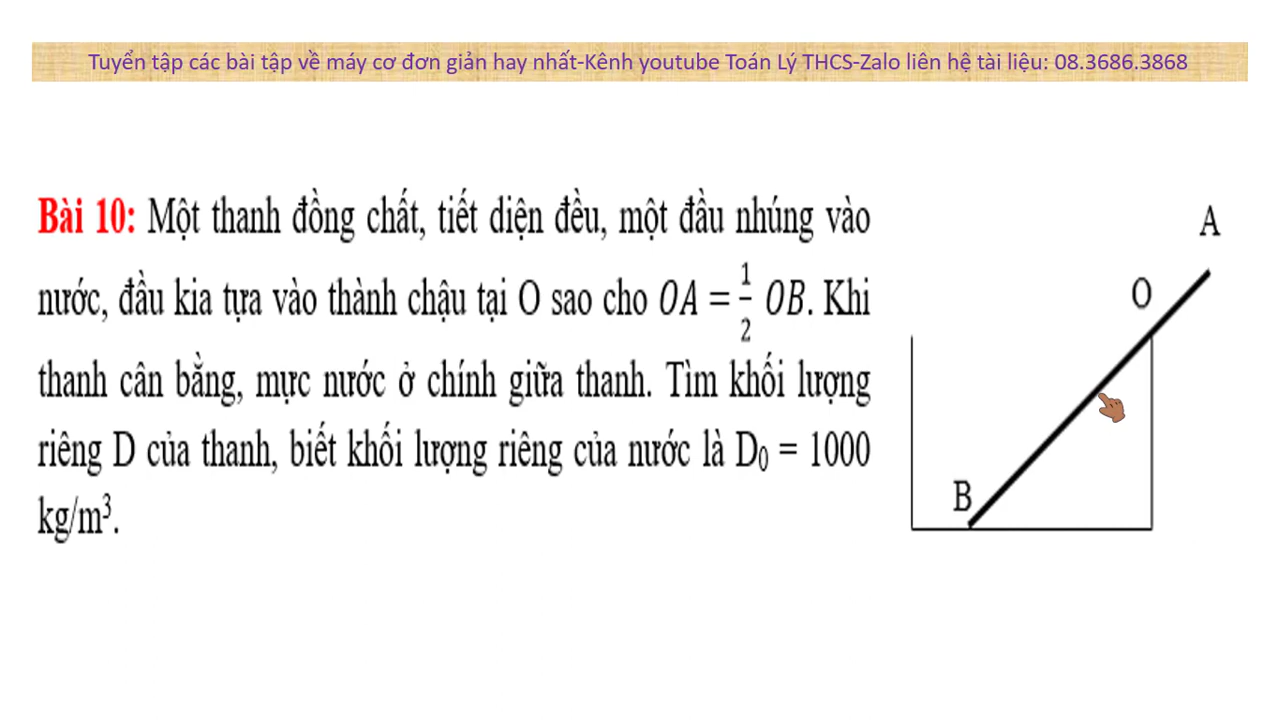 Tuyển tập các bài tập về máy cơ đơn giản hay nhất-Kênh youtube Toán Lý THCS-Zalo liên hệ tài liệu: 08.3686.3868
Bài 10: Một thanh đồng chất, tiết diện đều, một đầu nhúng vào
nước, đầu kia tựa vào thành chậu tại O sao cho OA = 1/2 OB. Khi
thanh cân bằng, mực nước ở chính giữa thanh. Tìm khối lượng
riêng D của thanh, biết khối lượng riêng của nước là D₀ = 1000
kg/m³.
A
O
B